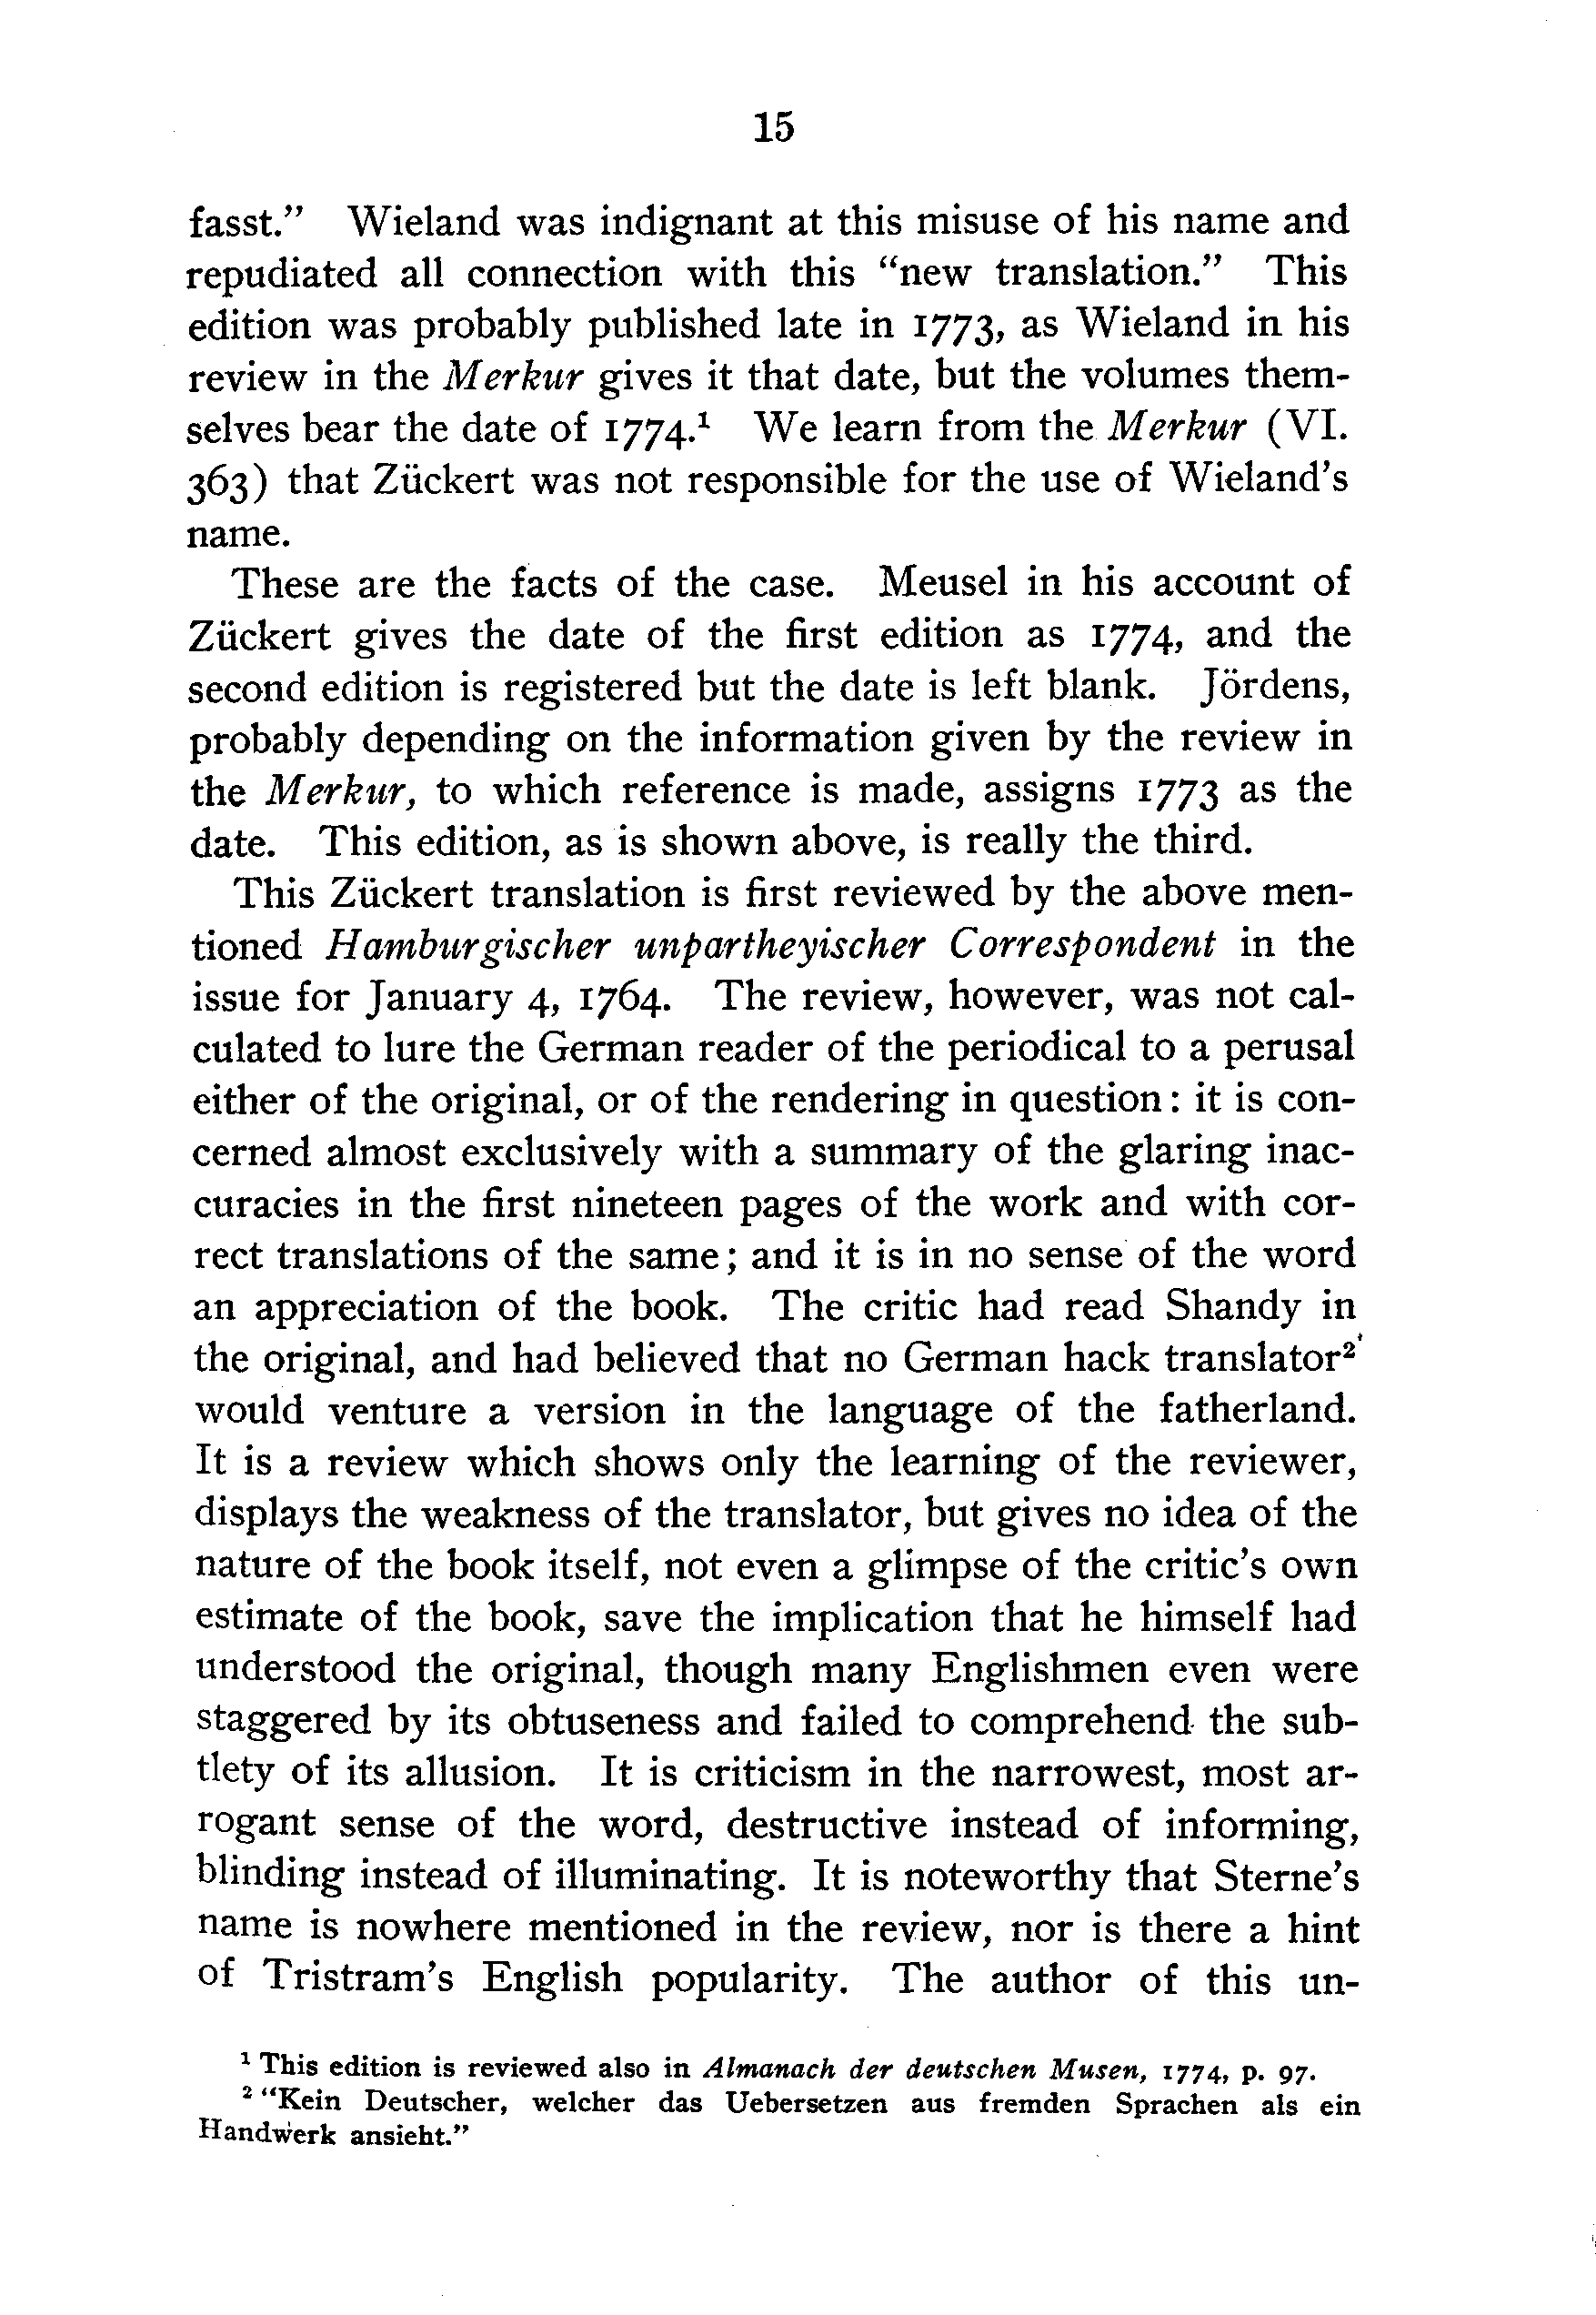 15
fasst." Wieland was indignant at this misuse of his name and
repudiated all connection with this "new translation." This
edition was probably published late in 1773, as Wieland in his
review in the Merkur gives it that date, but the volumes them-
selves bear the date of 1774.¹ We learn from the Merkur (VI.
363) that Zückert was not responsible for the use of Wieland's
name.
These are the facts of the case. Meusel in his account of
Zückert gives the date of the first edition as 1774, and the
second edition is registered but the date is left blank. Jördens,
probably depending on the information given by the review in
the Merkur, to which reference is made, assigns 1773 as the
date. This edition, as is shown above, is really the third.
This Zückert translation is first reviewed by the above men-
tioned Hamburgischer unpartheyischer Correspondent in the
issue for January 4, 1764. The review, however, was not cal-
culated to lure the German reader of the periodical to a perusal
either of the original, or of the rendering in question: it is con-
cerned almost exclusively with a summary of the glaring inac-
curacies in the first nineteen pages of the work and with cor-
rect translations of the same; and it is in no sense of the word
an appreciation of the book. The critic had read Shandy in
the original, and had believed that no German hack translator²
would venture a version in the language of the fatherland.
It is a review which shows only the learning of the reviewer,
displays the weakness of the translator, but gives no idea of the
nature of the book itself, not even a glimpse of the critic's own
estimate of the book, save the implication that he himself had
understood the original, though many Englishmen even were
staggered by its obtuseness and failed to comprehend the sub-
tlety of its allusion. It is criticism in the narrowest, most ar-
rogant sense of the word, destructive instead of informing,
blinding instead of illuminating. It is noteworthy that Sterne's
name is nowhere mentioned in the review, nor is there a hint
of Tristram's English popularity. The author of this un-
¹ This edition is reviewed also in Almanach der deutschen Musen, 1774, p. 97.
² "Kein Deutscher, welcher das Uebersetzen aus fremden Sprachen als ein
Handwerk ansieht."